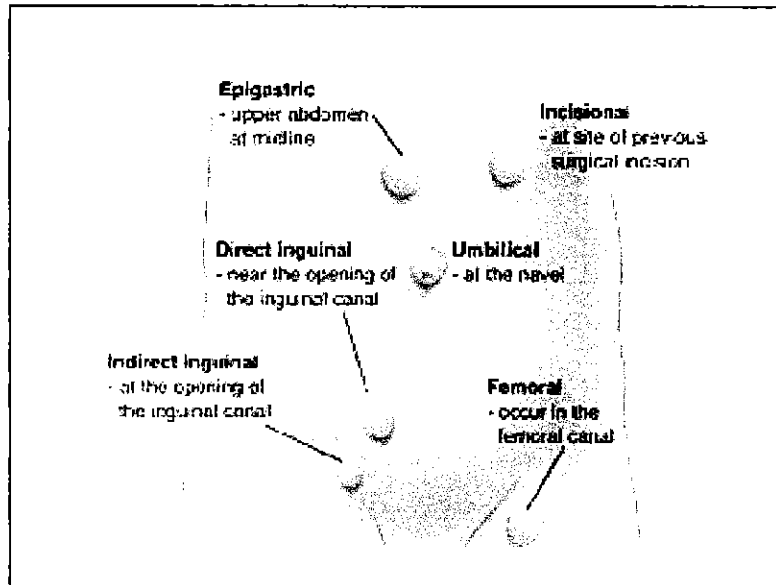 Epigastric
- upper abdomen
at midline
Incisional
- at site of previous
surgical incision
Direct Inguinal
- near the opening of
the inguinal canal
Umbilical
- at the navel
Indirect Inguinal
- at the opening of
the inguinal canal
Femoral
- occur in the
femoral canal